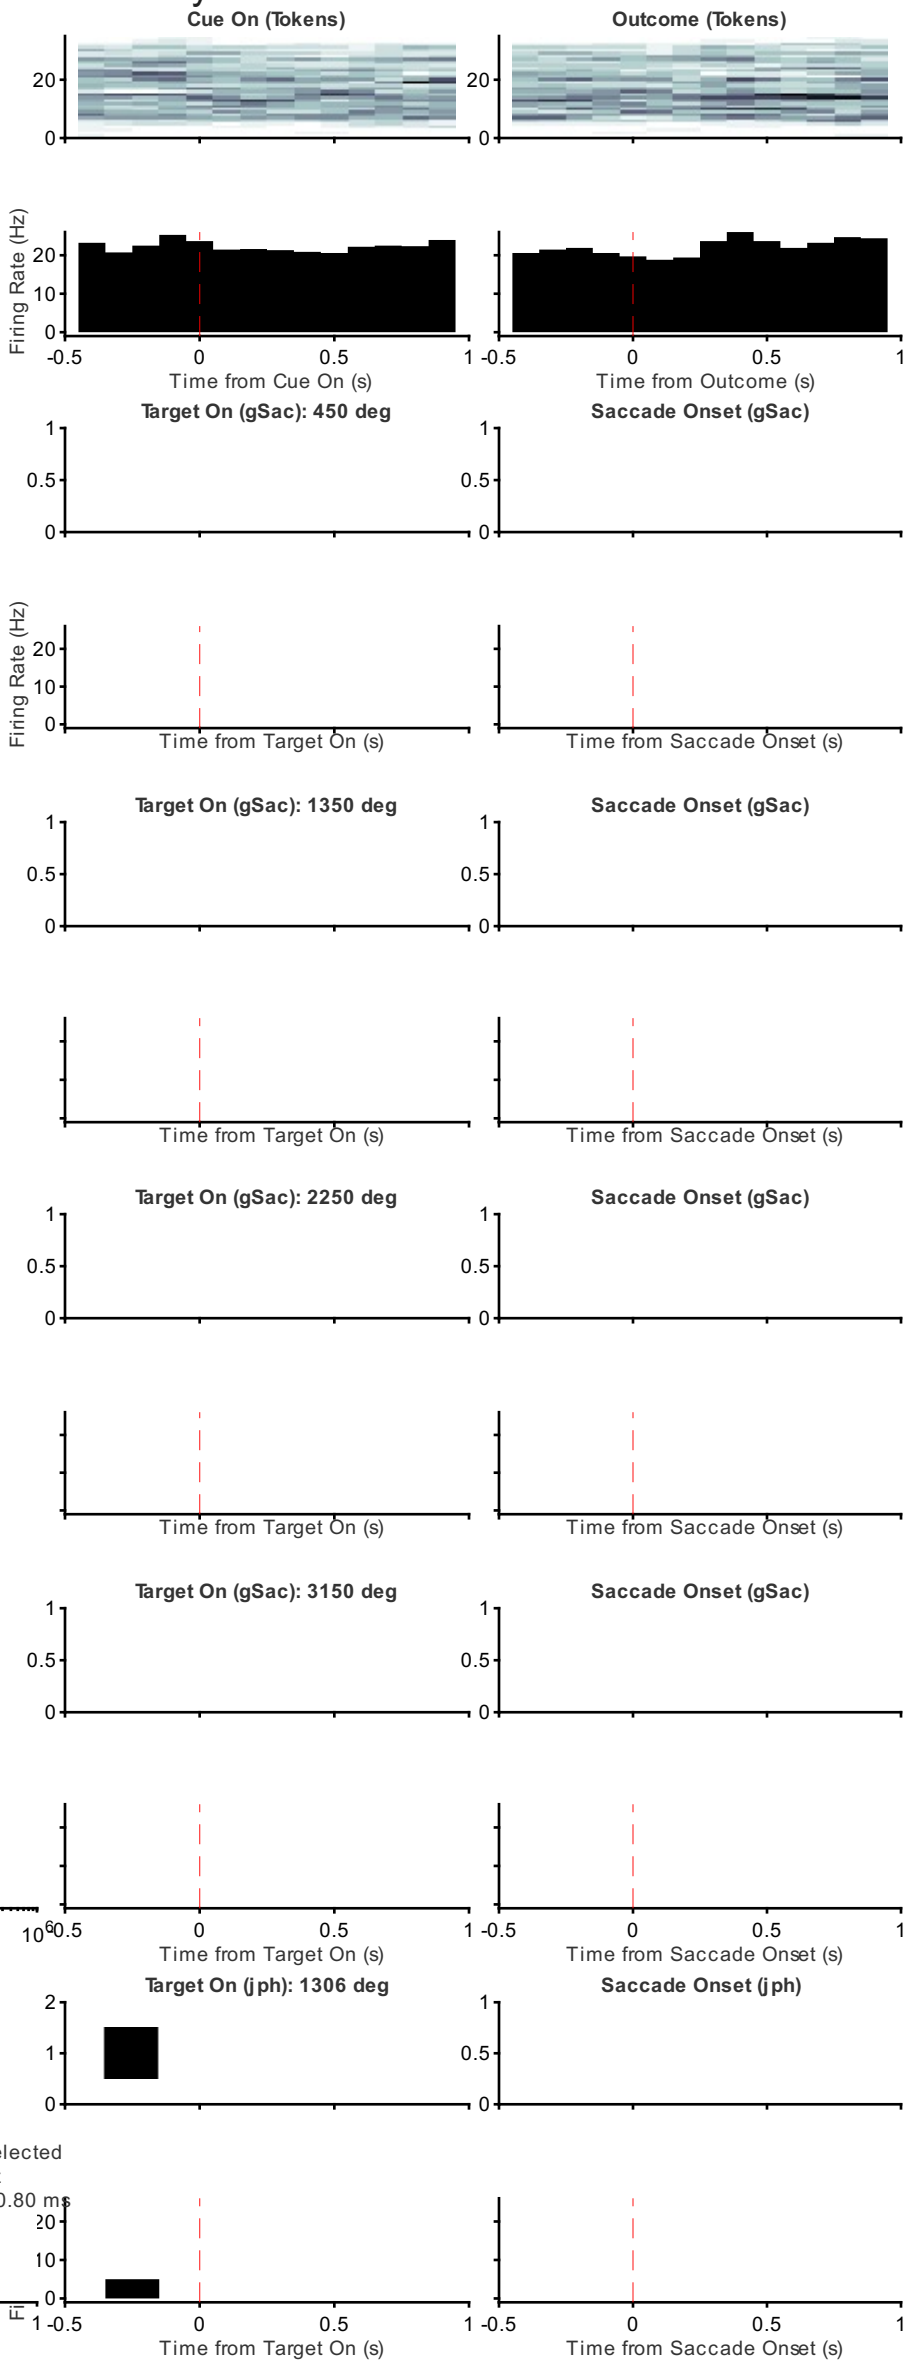 Cue On (Tokens)
Outcome (Tokens)
20
0
20
0
Firing Rate (Hz)
20
10
0
-0.5 0 0.5 1
-0.5 0 0.5 1
Time from Cue On (s)
Time from Outcome (s)
Target On (gSac): 450 deg
Saccade Onset (gSac)
1
0.5
0
1
0.5
0
Firing Rate (Hz)
20
10
0
Time from Target On (s)
Time from Saccade Onset (s)
Target On (gSac): 1350 deg
Saccade Onset (gSac)
1
0.5
0
1
0.5
0
Time from Target On (s)
Time from Saccade Onset (s)
Target On (gSac): 2250 deg
Saccade Onset (gSac)
1
0.5
0
1
0.5
0
Time from Target On (s)
Time from Saccade Onset (s)
Target On (gSac): 3150 deg
Saccade Onset (gSac)
1
0.5
0
1
0.5
0
10^6
-0.5 0 0.5 1
-0.5 0 0.5 1
Time from Target On (s)
Time from Saccade Onset (s)
Target On (jph): 1306 deg
Saccade Onset (jph)
2
1
0
1
0.5
0
elected
0.80 ms
20
10
0
Fi
1
-0.5 0 0.5 1
-0.5 0 0.5 1
Time from Target On (s)
Time from Saccade Onset (s)